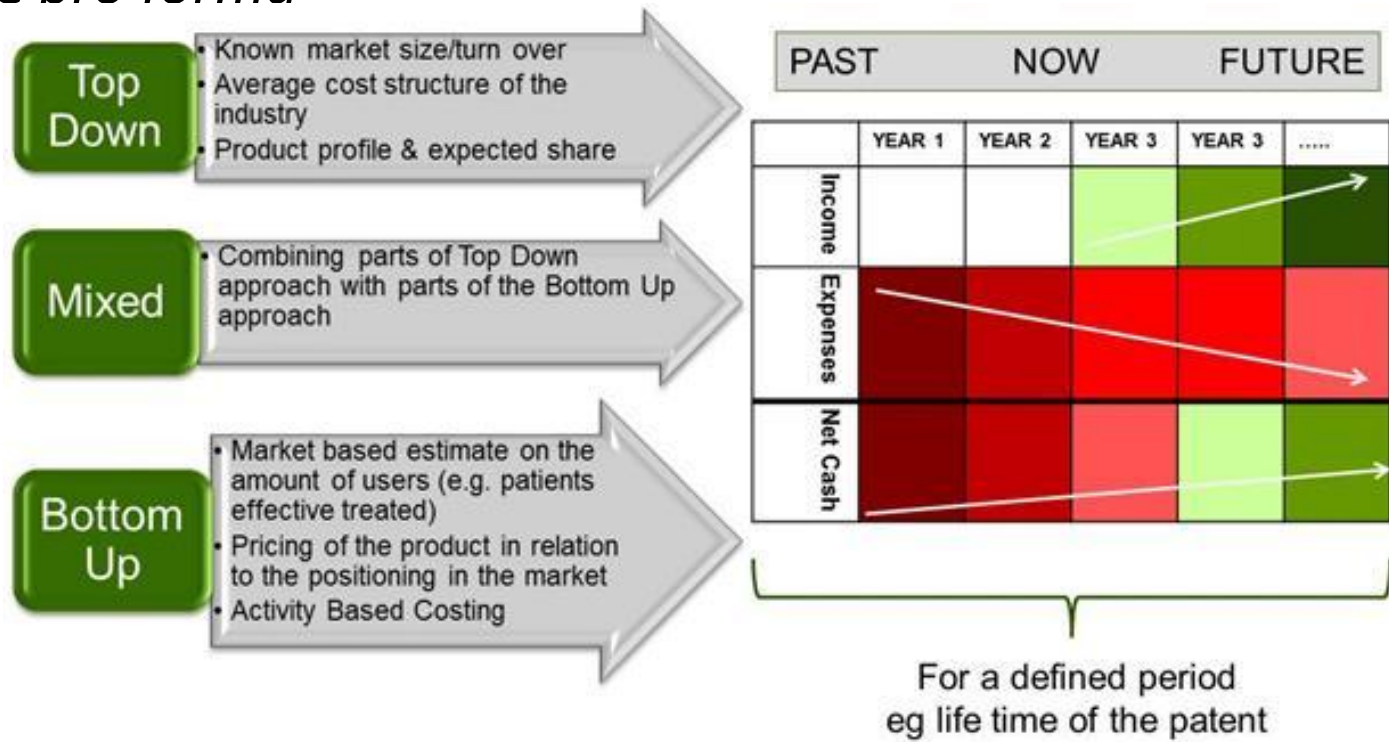 Top
Down
• Known market size/turn over
• Average cost structure of the
industry
• Product profile & expected share
Mixed
• Combining parts of Top Down
approach with parts of the Bottom Up
approach
Bottom
Up
• Market based estimate on the
amount of users (e.g. patients
effective treated)
• Pricing of the product in relation
to the positioning in the market
• Activity Based Costing
PAST NOW FUTURE
YEAR 1 YEAR 2 YEAR 3 YEAR 3 .....
Income
Expenses
Net Cash
For a defined period
eg life time of the patent